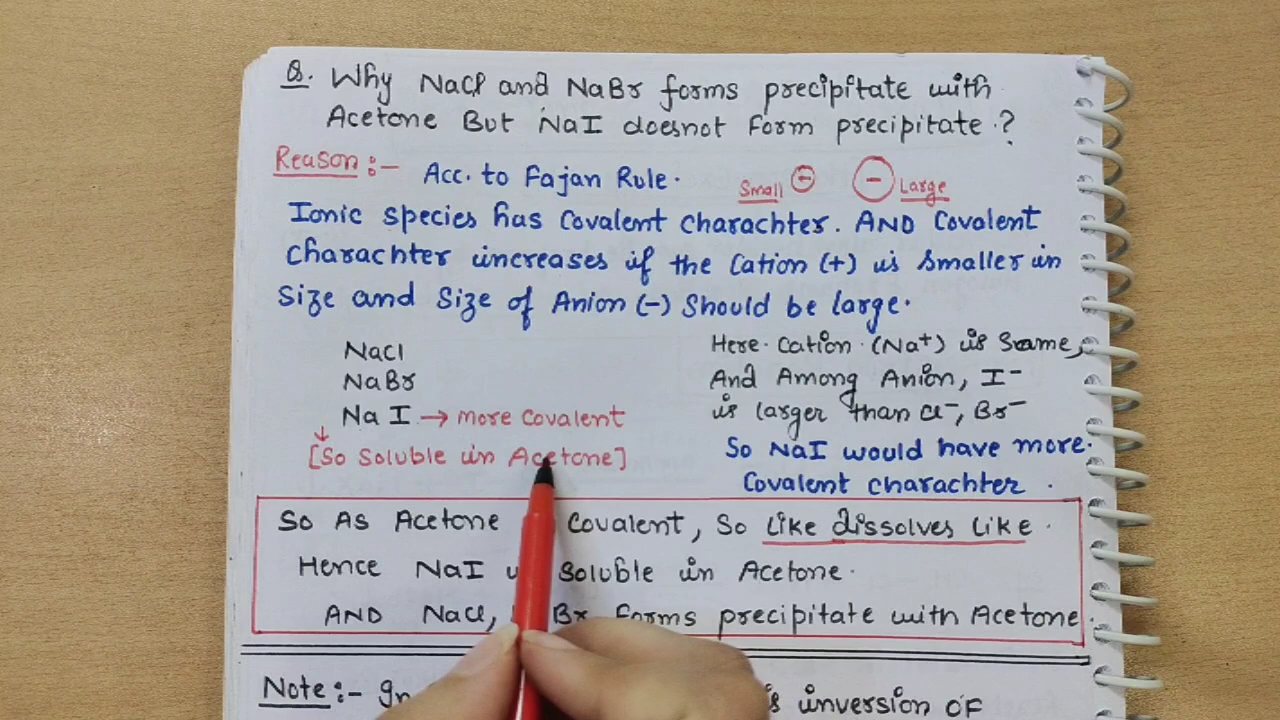 Q. Why NaCl and NaBr forms precipitate with
Acetone But NaI doesnot form precipitate.?
Reason:- Acc. to Fajan Rule.
Small - - Large
Ionic species has covalent charachter. AND covalent
charachter increases if the Cation (+) is smaller in
size and size of Anion (-) should be large.
NaCl
NaBr
NaI → more covalent
↓
[So soluble in Acetone]
Here. cation. (Na+) is same,
And Among Anion, I-
is larger than Cl-, Br-
So NaI would have more.
covalent charachter.
So As Acetone covalent, So like dissolves like.
Hence NaI soluble in Acetone.
AND NaCl, Br forms precipitate with Acetone.
Note:- inversion of